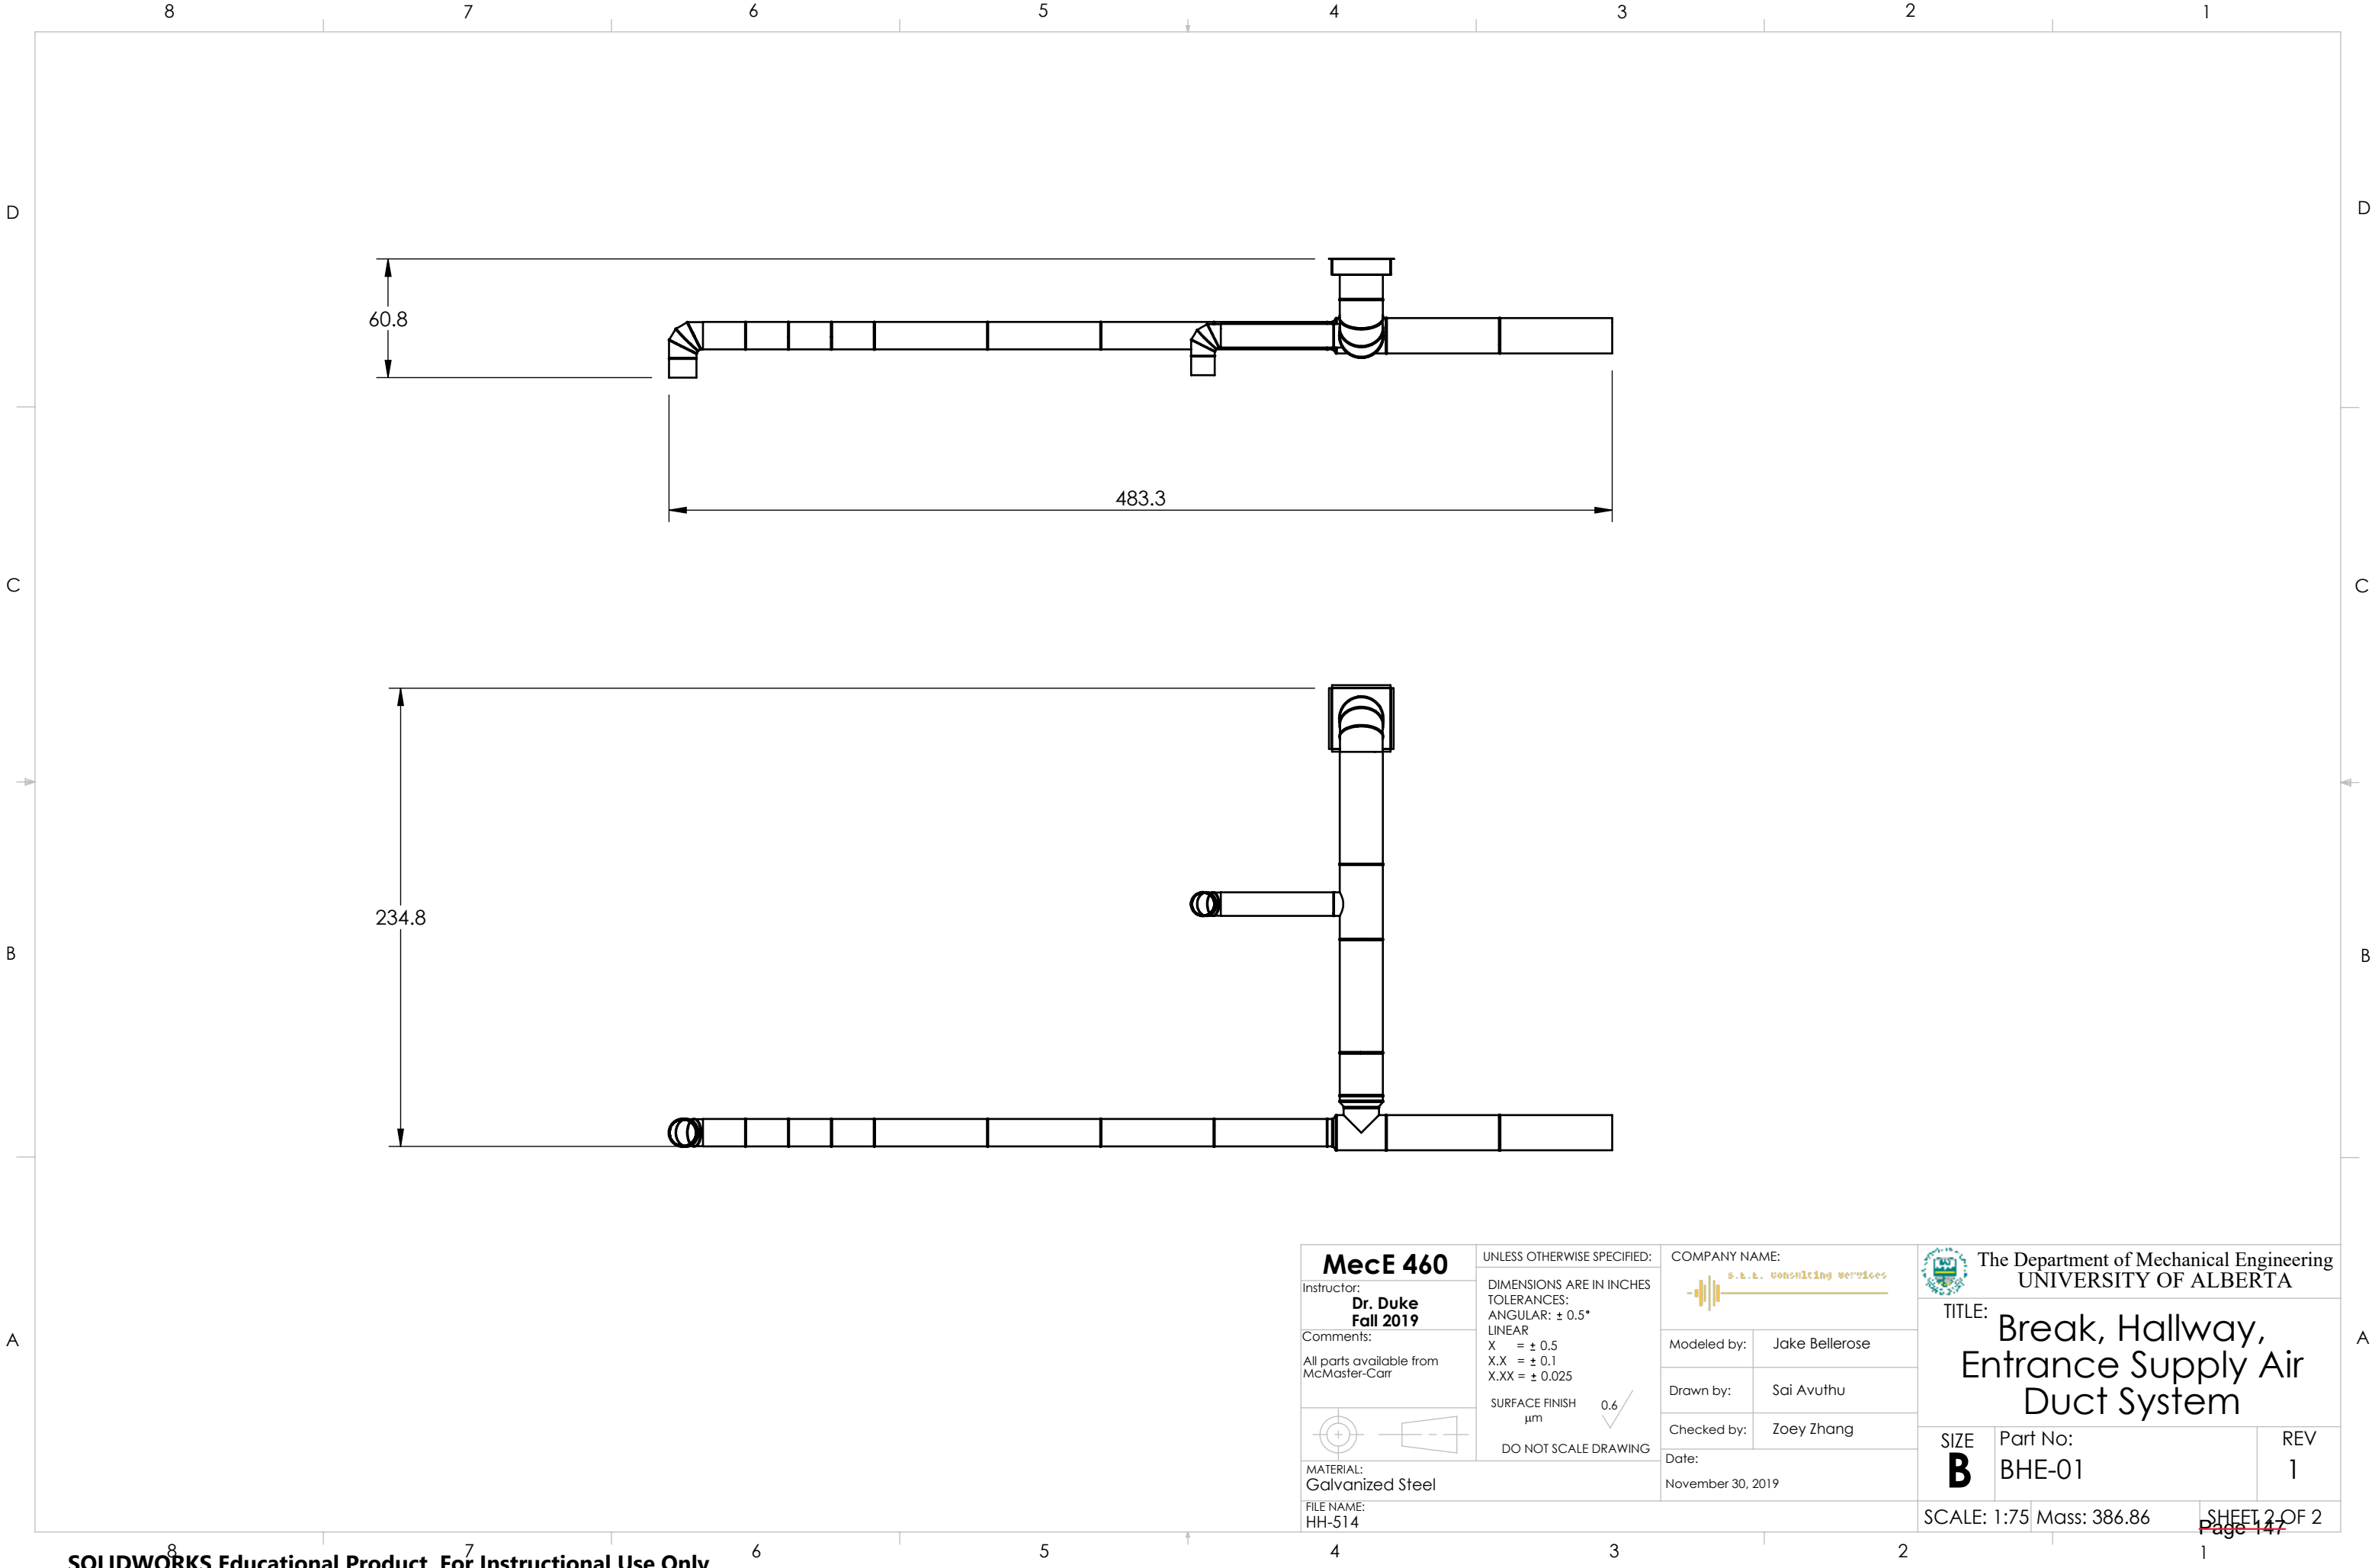 8 7 6 5 4 3 2 1
D D
60.8
483.3
C C
234.8
B B
MecE 460
Instructor:
Dr. Duke
Fall 2019
Comments:
All parts available from
McMaster-Carr
MATERIAL:
Galvanized Steel
FILE NAME:
HH-514
UNLESS OTHERWISE SPECIFIED:
DIMENSIONS ARE IN INCHES
TOLERANCES:
ANGULAR: ± 0.5°
LINEAR
X = ± 0.5
X.X = ± 0.1
X.XX = ± 0.025
SURFACE FINISH 0.6
µm
DO NOT SCALE DRAWING
COMPANY NAME:
Consulting Services
Modeled by: Jake Bellerose
Drawn by: Sai Avuthu
Checked by: Zoey Zhang
Date:
November 30, 2019
The Department of Mechanical Engineering
UNIVERSITY OF ALBERTA
TITLE:
Break, Hallway,
Entrance Supply Air
Duct System
SIZE
B
Part No:
BHE-01
REV
1
SCALE: 1:75 Mass: 386.86 SHEET 2 OF 2
Page 147
A A
8 7 6 5 4 3 2 1
SOLIDWORKS Educational Product. For Instructional Use Only.